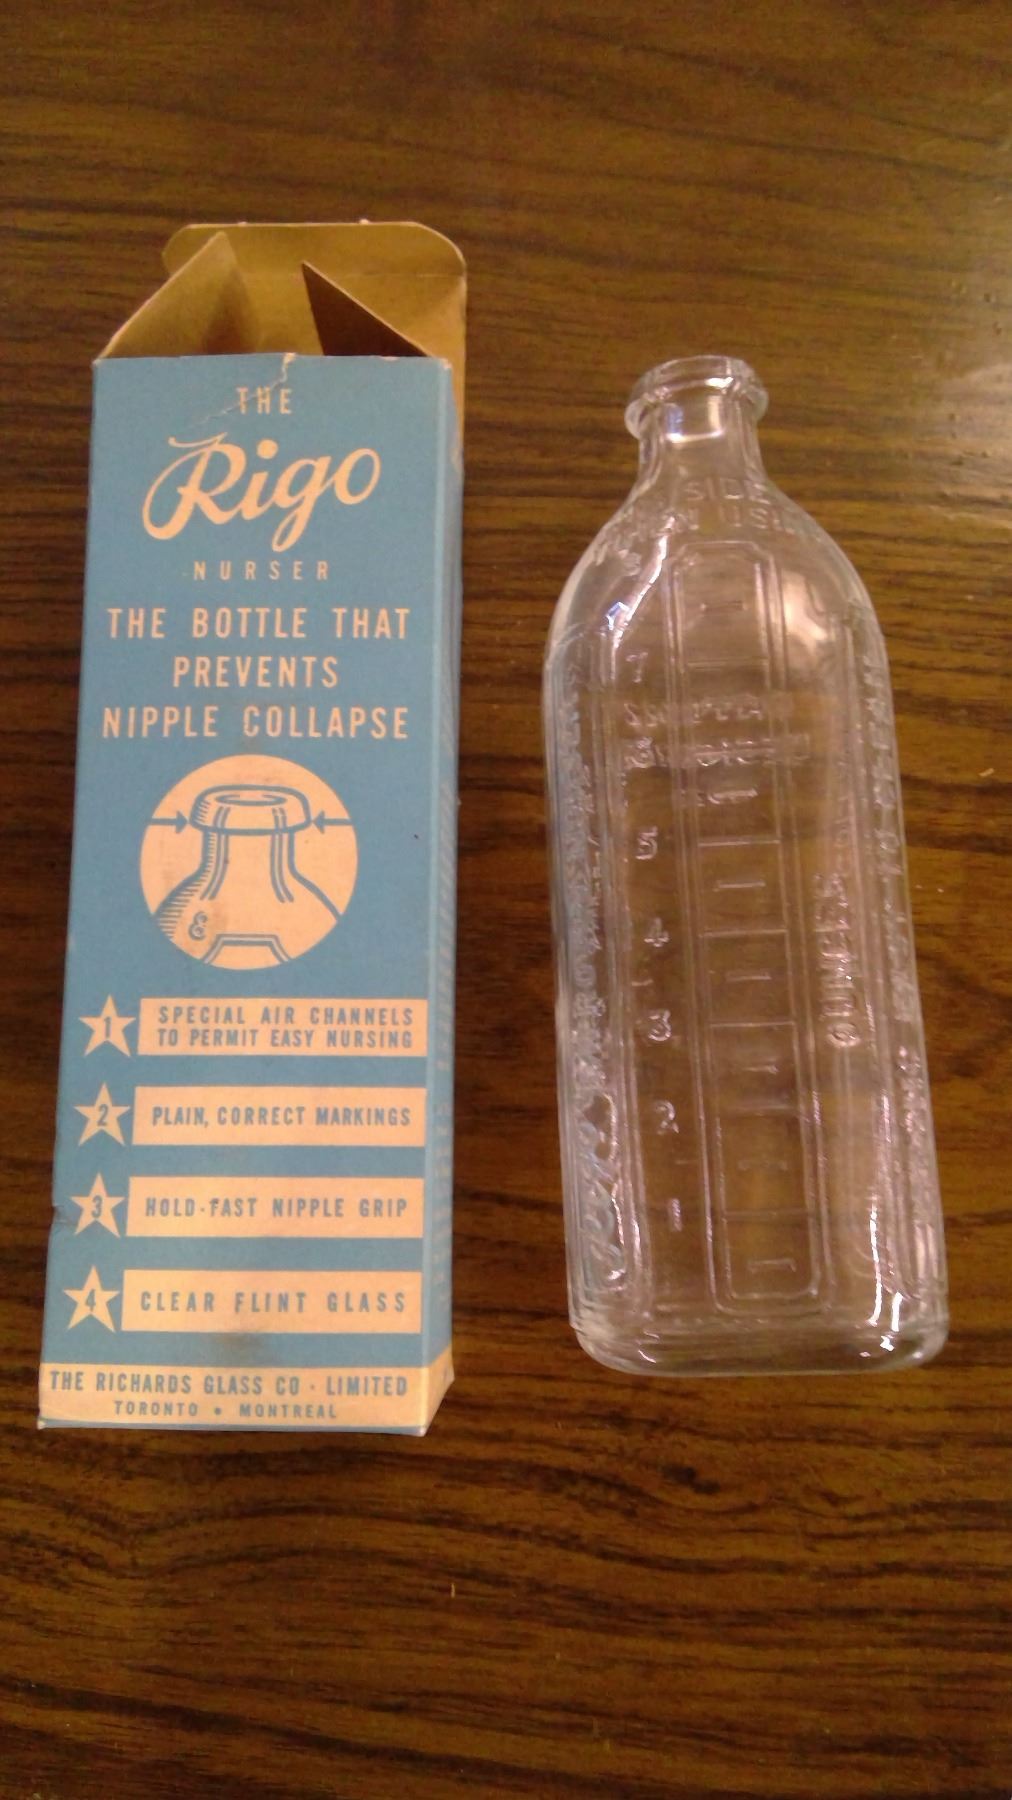 THE
Rigo
NURSER
THE BOTTLE THAT
PREVENTS
NIPPLE COLLAPSE
8
1
SPECIAL AIR CHANNELS
TO PERMIT EASY NURSING
2
PLAIN, CORRECT MARKINGS
3
HOLD-FAST NIPPLE GRIP
4
CLEAR FLINT GLASS
THE RICHARDS GLASS CO · LIMITED
TORONTO • MONTREAL
SIDE
8
7
5
4
3
2
1
OUNCES